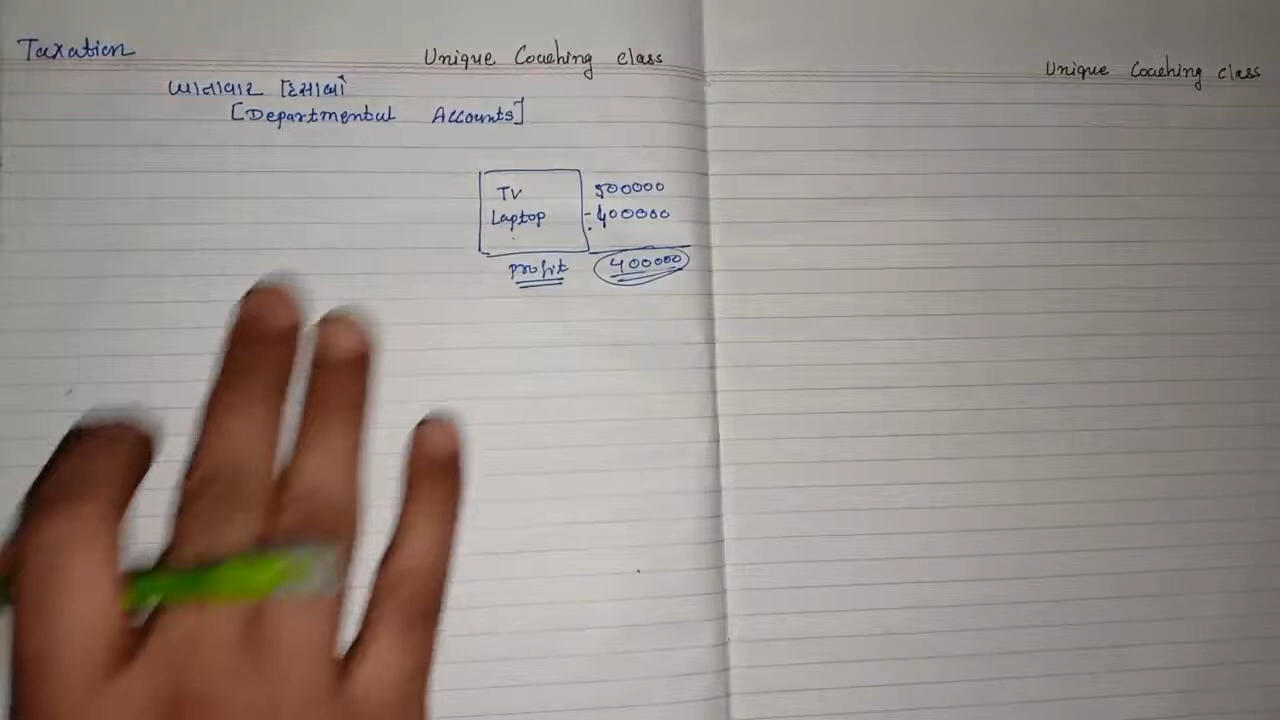 Taxation
Unique Coaching class
ખાતાવાર હિસાબો
[Departmental Accounts]
TV 500000
Laptop - 400000
profit 400000
Unique Coaching class